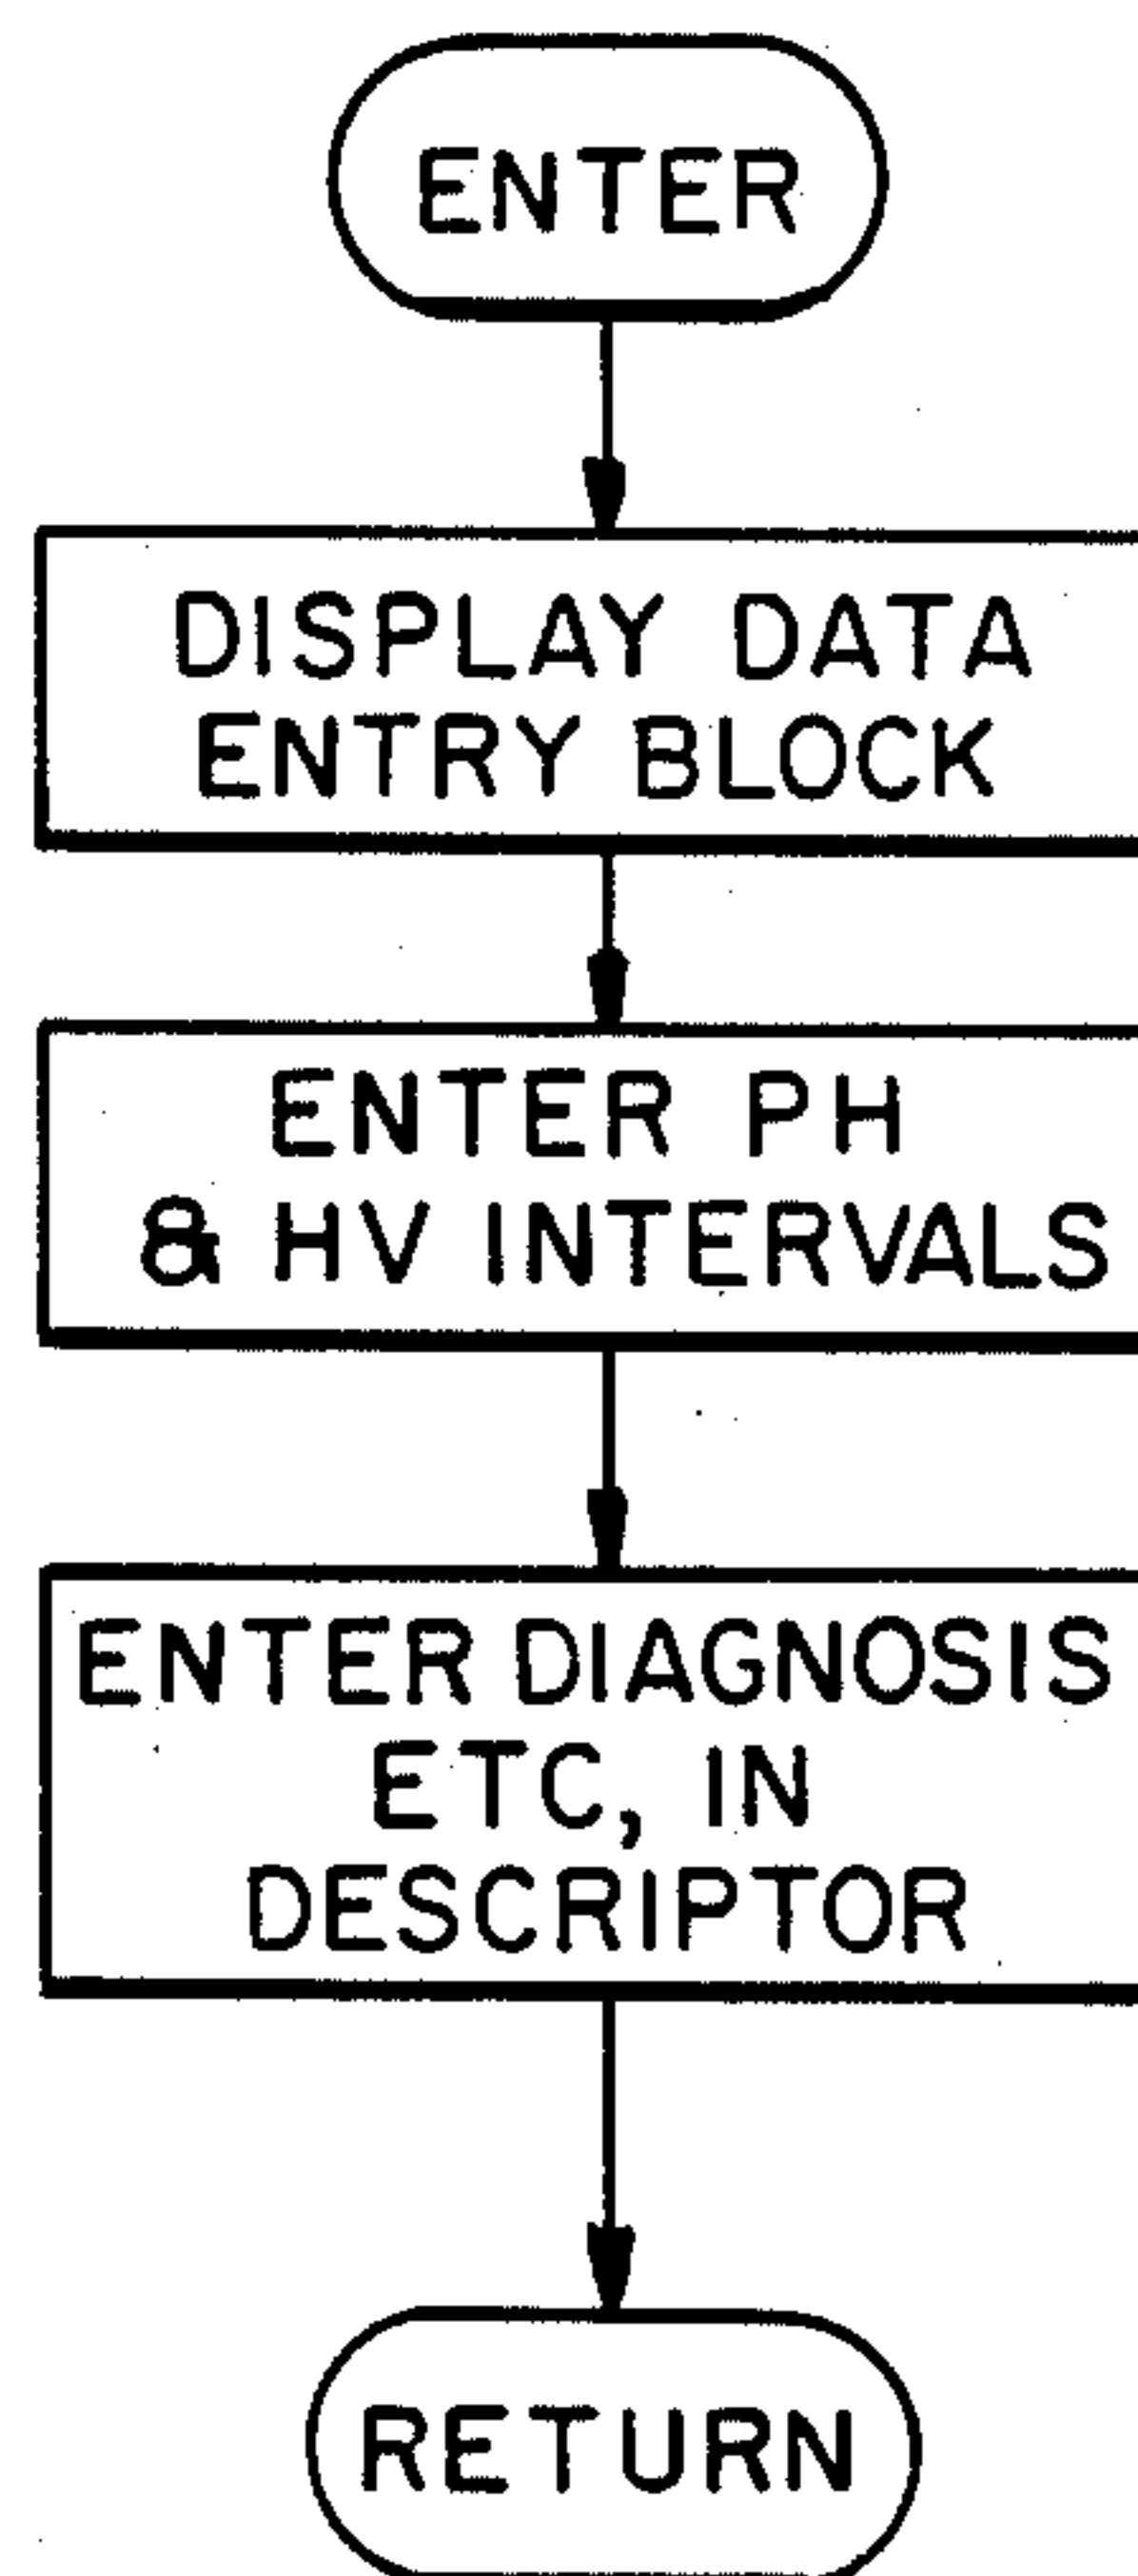 ENTER
DISPLAY DATA
ENTRY BLOCK
ENTER PH
& HV INTERVALS
ENTER DIAGNOSIS
ETC, IN
DESCRIPTOR
RETURN